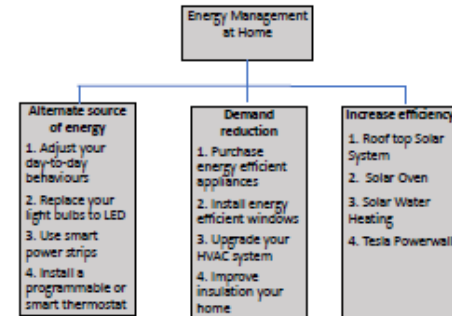 Energy Management
at Home
Alternate source
of energy
1. Adjust your
day-to-day
behaviours
2. Replace your
light bulbs to LED
3. Use smart
power strips
4. Install a
programmable or
smart thermostat
Demand
reduction
1. Purchase
energy efficient
appliances
2. Install energy
efficient windows
3. Upgrade your
HVAC system
4. Improve
insulation your
home
Increase efficiency
1. Roof top Solar
System
2. Solar Oven
3. Solar Water
Heating
4. Tesla Powerwall